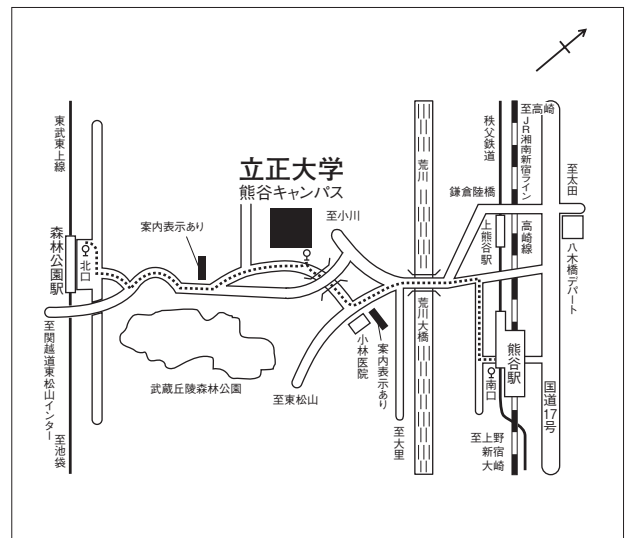 東武東上線
森林公園駅
北口
至関越道東松山インター
至池袋
案内表示あり
立正大学
熊谷キャンパス
至小川
武蔵丘陵森林公園
至東松山
小林医院
案内表示あり
至大里
荒川
荒川大橋
秩父鉄道
至高崎
JR湘南新宿ライン
高崎線
鎌倉陸橋
上熊谷駅
至太田
八木橋デパート
熊谷駅
南口
国道17号
至上野
新宿
大崎